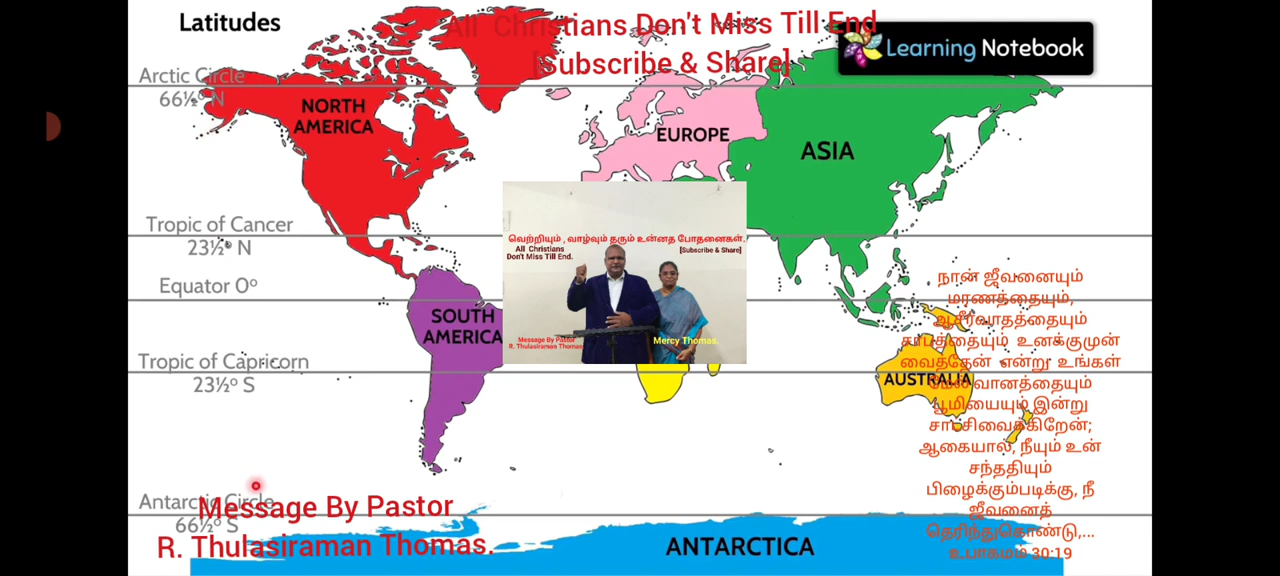 Latitudes
All Christians Don't Miss Till End
[Subscribe & Share]
Learning Notebook
Arctic Circle
66½° N
NORTH
AMERICA
EUROPE
ASIA
Tropic of Cancer
23½° N
வெற்றியும் , வாழ்வும் தரும் உன்னத போதனைகள்.
All Christians
Don't Miss Till End.
[Subscribe & Share]
Equator 0º
SOUTH
AMERICA
Message By Pastor
R. Thulasiraman Thomas.
Mercy Thomas.
Tropic of Capricorn
23½º S
AUSTRALIA
நான் ஜீவனையும்
மரணத்தையும்,
ஆசீர்வாதத்தையும்
சாபத்தையும் உனக்குமுன்
வைத்தேன் என்று உங்கள்
மேல் வானத்தையும்
பூமியையும் இன்று
சாட்சிவைக்கிறேன்;
ஆகையால், நீயும் உன்
சந்ததியும்
பிழைக்கும்படிக்கு, நீ
ஜீவனைத்
தெரிந்துகொண்டு,...
உபாகமம் 30:19
Antarctic Circle
66½º S
Message By Pastor
R. Thulasiraman Thomas.
ANTARCTICA